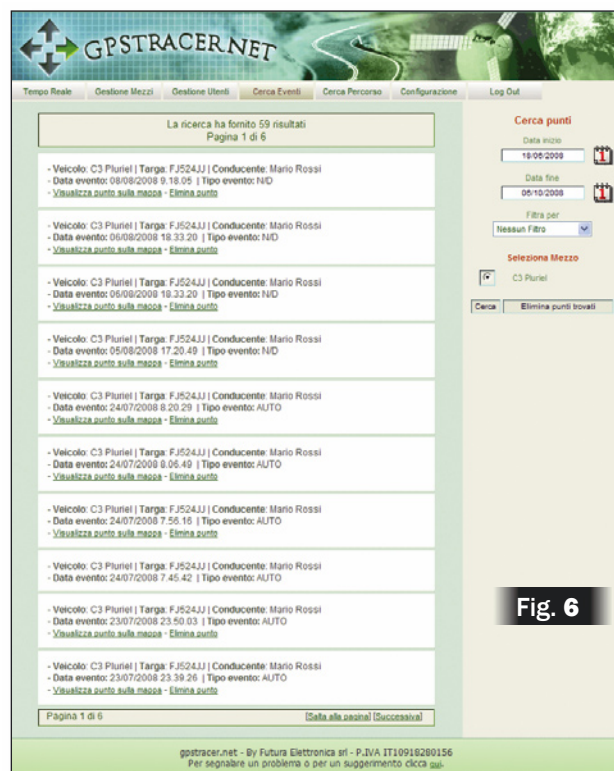 GPSTRACERNET
Tempo Reale Gestione Mezzi Gestione Utenti Cerca Eventi Cerca Percorso Configurazione Log Out
La ricerca ha fornito 59 risultati
Pagina 1 di 6
- Veicolo: C3 Pluriel | Targa: FJ524JJ | Conducente: Mario Rossi
- Data evento: 08/08/2008 9.18.05 | Tipo evento: N/D
- Visualizza punto sulla mappa - Elimina punto
- Veicolo: C3 Pluriel | Targa: FJ524JJ | Conducente: Mario Rossi
- Data evento: 06/08/2008 18.33.20 | Tipo evento: N/D
- Visualizza punto sulla mappa - Elimina punto
- Veicolo: C3 Pluriel | Targa: FJ524JJ | Conducente: Mario Rossi
- Data evento: 06/08/2008 18.33.20 | Tipo evento: N/D
- Visualizza punto sulla mappa - Elimina punto
- Veicolo: C3 Pluriel | Targa: FJ524JJ | Conducente: Mario Rossi
- Data evento: 05/08/2008 17.20.49 | Tipo evento: N/D
- Visualizza punto sulla mappa - Elimina punto
- Veicolo: C3 Pluriel | Targa: FJ524JJ | Conducente: Mario Rossi
- Data evento: 24/07/2008 8.20.29 | Tipo evento: AUTO
- Visualizza punto sulla mappa - Elimina punto
- Veicolo: C3 Pluriel | Targa: FJ524JJ | Conducente: Mario Rossi
- Data evento: 24/07/2008 8.06.49 | Tipo evento: AUTO
- Visualizza punto sulla mappa - Elimina punto
- Veicolo: C3 Pluriel | Targa: FJ524JJ | Conducente: Mario Rossi
- Data evento: 24/07/2008 7.56.16 | Tipo evento: AUTO
- Visualizza punto sulla mappa - Elimina punto
- Veicolo: C3 Pluriel | Targa: FJ524JJ | Conducente: Mario Rossi
- Data evento: 24/07/2008 7.45.42 | Tipo evento: AUTO
- Veicolo: C3 Pluriel | Targa: FJ524JJ | Conducente: Mario Rossi
- Data evento: 23/07/2008 23.50.03 | Tipo evento: AUTO
- Visualizza punto sulla mappa - Elimina punto
- Veicolo: C3 Pluriel | Targa: FJ524JJ | Conducente: Mario Rossi
- Data evento: 23/07/2008 23.39.26 | Tipo evento: AUTO
- Visualizza punto sulla mappa - Elimina punto
Pagina 1 di 6 [Salta alla pagina] [Successiva]
Cerca punti
Data inizio
18/06/2008
1
Data fine
06/10/2008
1
Filtra per
Nessun Filtro
Seleziona Mezzo
C3 Pluriel
Cerca Elimina punti trovati
Fig. 6
gpstracer.net - By Futura Elettronica srl - P.IVA IT10918280156
Per segnalare un problema o per un suggerimento clicca qui.